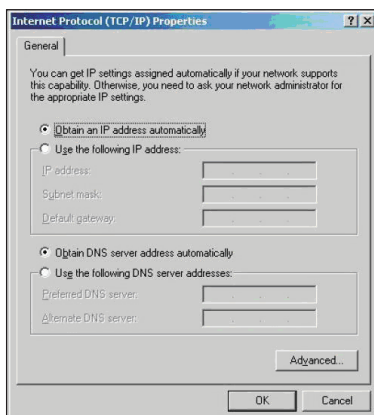 Internet Protocol (TCP/IP) Properties
General
You can get IP settings assigned automatically if your network supports
this capability. Otherwise, you need to ask your network administrator for
the appropriate IP settings.
Obtain an IP address automatically
Use the following IP address:
IP address:
Subnet mask:
Default gateway:
Obtain DNS server address automatically
Use the following DNS server addresses:
Preferred DNS server:
Alternate DNS server:
Advanced...
OK Cancel